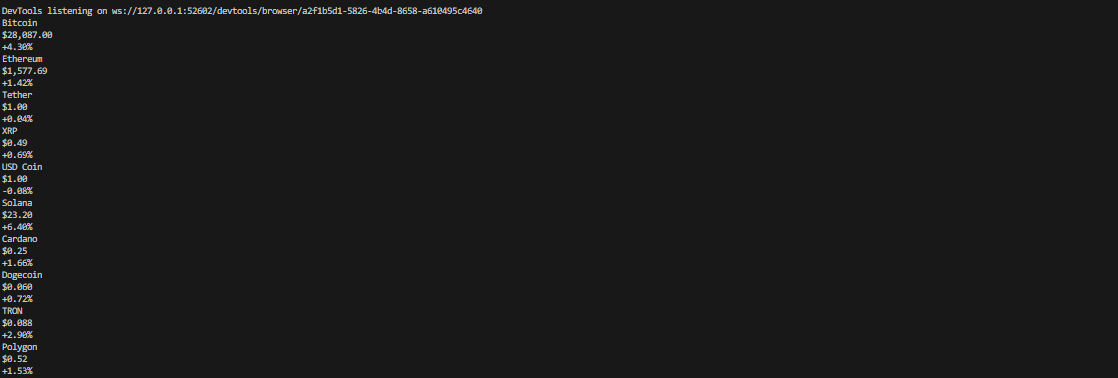 DevTools listening on ws://127.0.0.1:52602/devtools/browser/a2f1b5d1-5826-4b4d-8658-a610495c4640
Bitcoin
$28,087.00
+4.30%
Ethereum
$1,577.69
+1.42%
Tether
$1.00
+0.04%
XRP
$0.49
+0.69%
USD Coin
$1.00
-0.08%
Solana
$23.20
+6.40%
Cardano
$0.25
+1.66%
Dogecoin
$0.060
+0.72%
TRON
$0.088
+2.90%
Polygon
$0.52
+1.53%